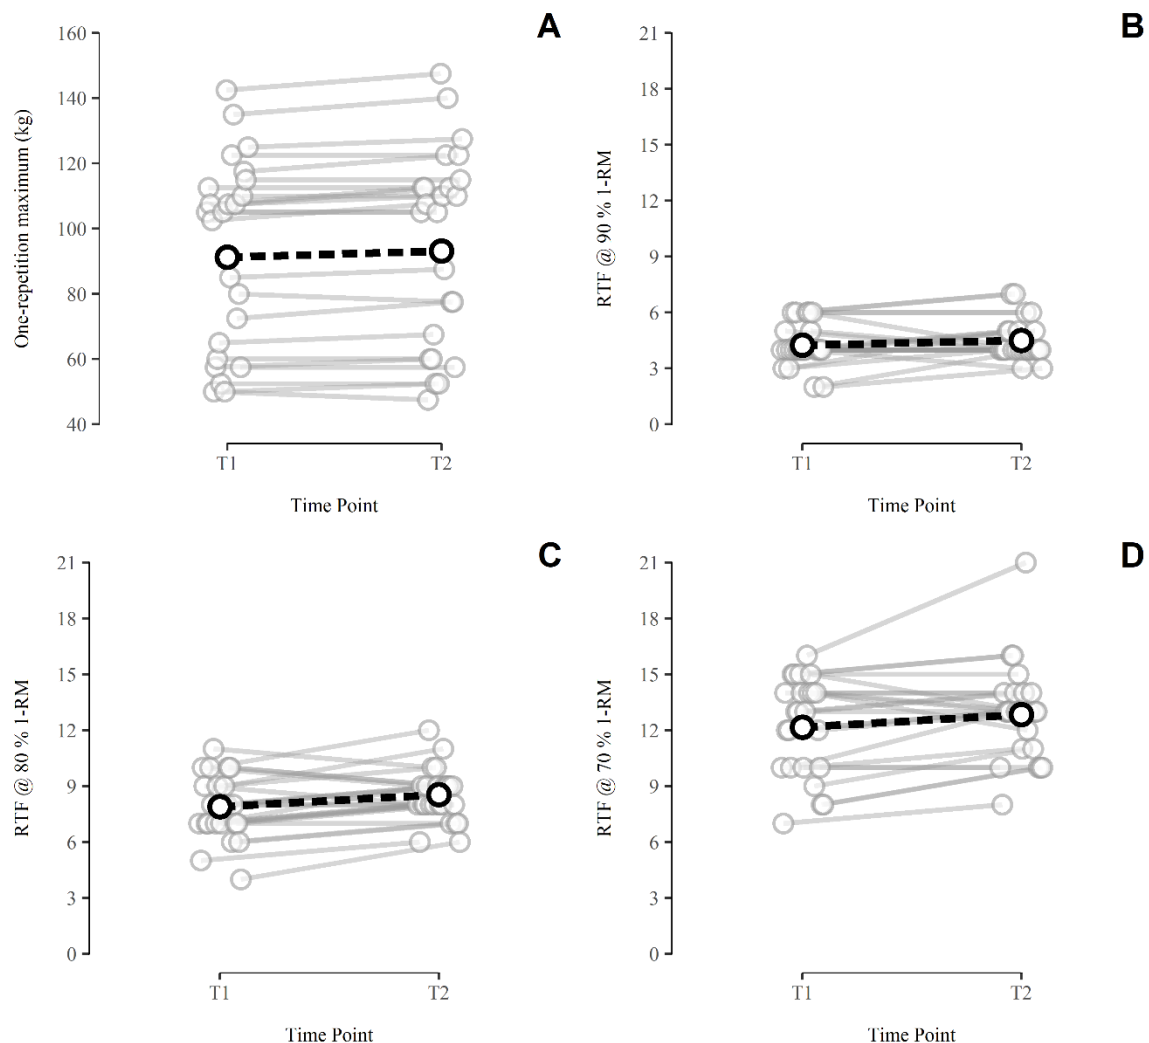 A
One-repetition maximum (kg)
160
140
120
100
80
60
40
T1
T2
Time Point
B
RTF @ 90 % 1-RM
21
18
15
12
9
6
3
0
T1
T2
Time Point
C
RTF @ 80 % 1-RM
21
18
15
12
9
6
3
0
T1
T2
Time Point
D
RTF @ 70 % 1-RM
21
18
15
12
9
6
3
0
T1
T2
Time Point